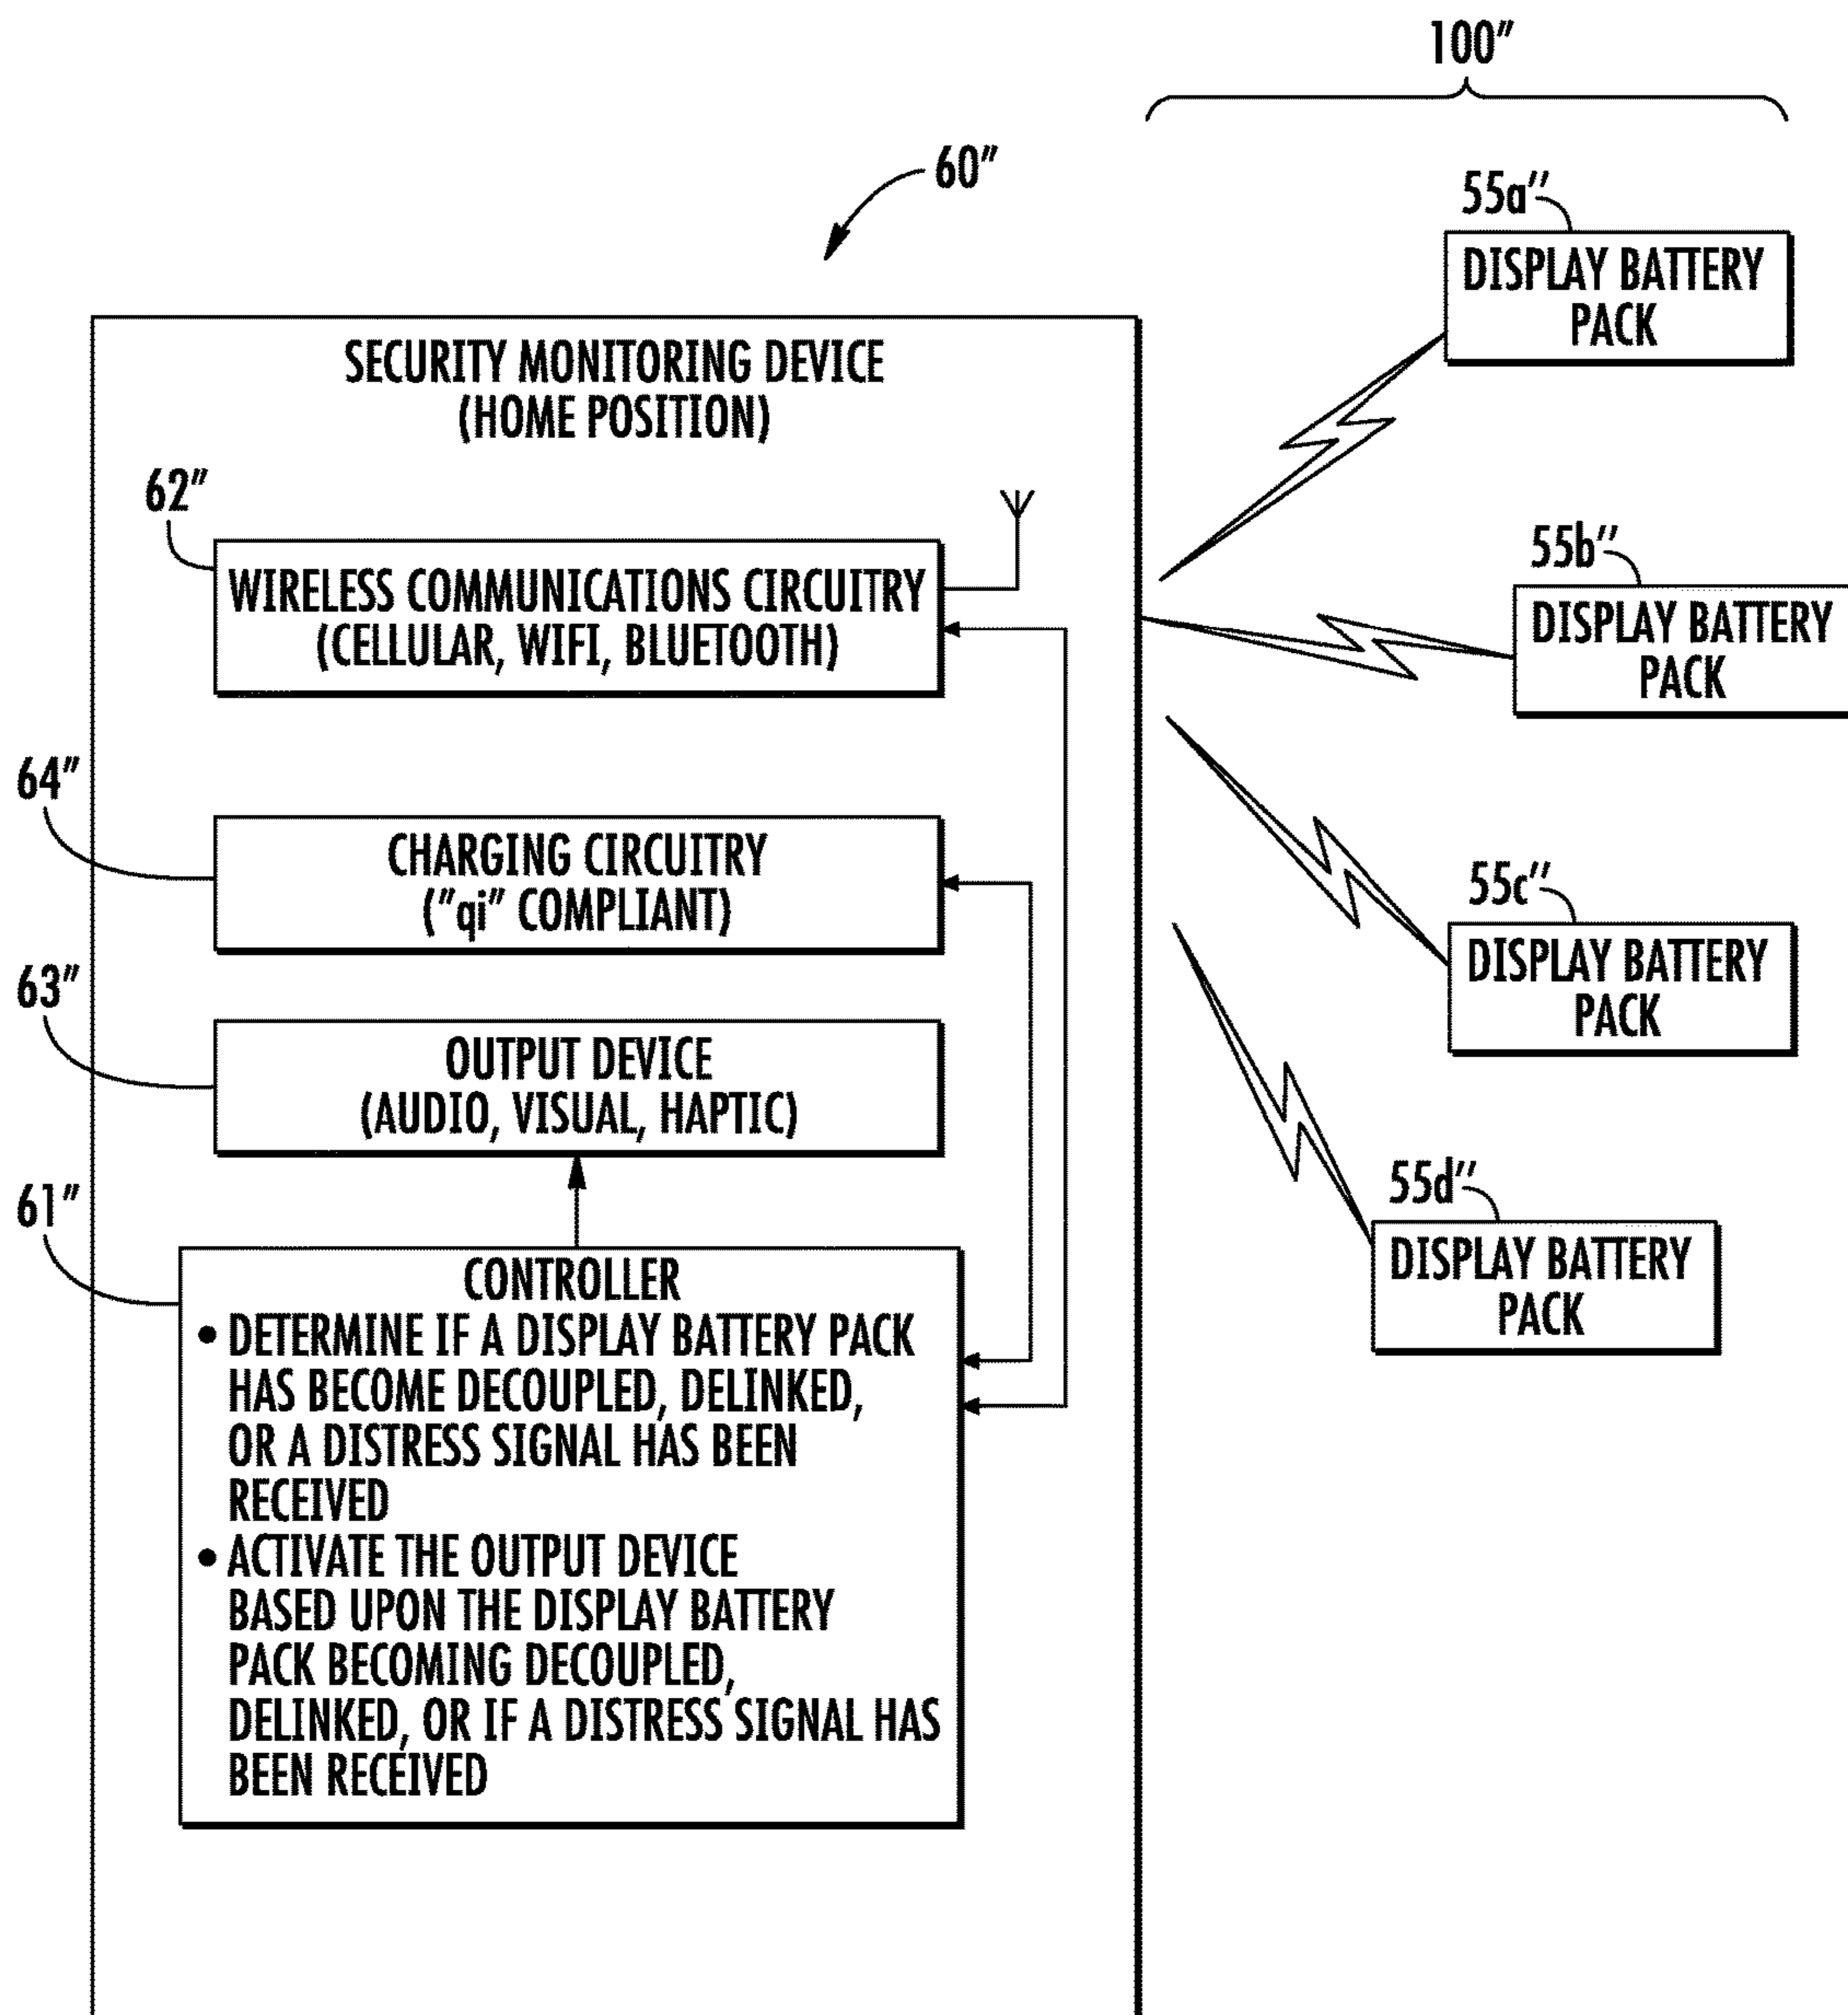 100"
60"
SECURITY MONITORING DEVICE
(HOME POSITION)
62"
WIRELESS COMMUNICATIONS CIRCUITRY
(CELLULAR, WIFI, BLUETOOTH)
64"
CHARGING CIRCUITRY
("qi" COMPLIANT)
63"
OUTPUT DEVICE
(AUDIO, VISUAL, HAPTIC)
61"
CONTROLLER
• DETERMINE IF A DISPLAY BATTERY PACK
HAS BECOME DECOUPLED, DELINKED,
OR A DISTRESS SIGNAL HAS BEEN
RECEIVED
• ACTIVATE THE OUTPUT DEVICE
BASED UPON THE DISPLAY BATTERY
PACK BECOMING DECOUPLED,
DELINKED, OR IF A DISTRESS SIGNAL HAS
BEEN RECEIVED
55a''
DISPLAY BATTERY
PACK
55b''
DISPLAY BATTERY
PACK
55c''
DISPLAY BATTERY
PACK
55d''
DISPLAY BATTERY
PACK